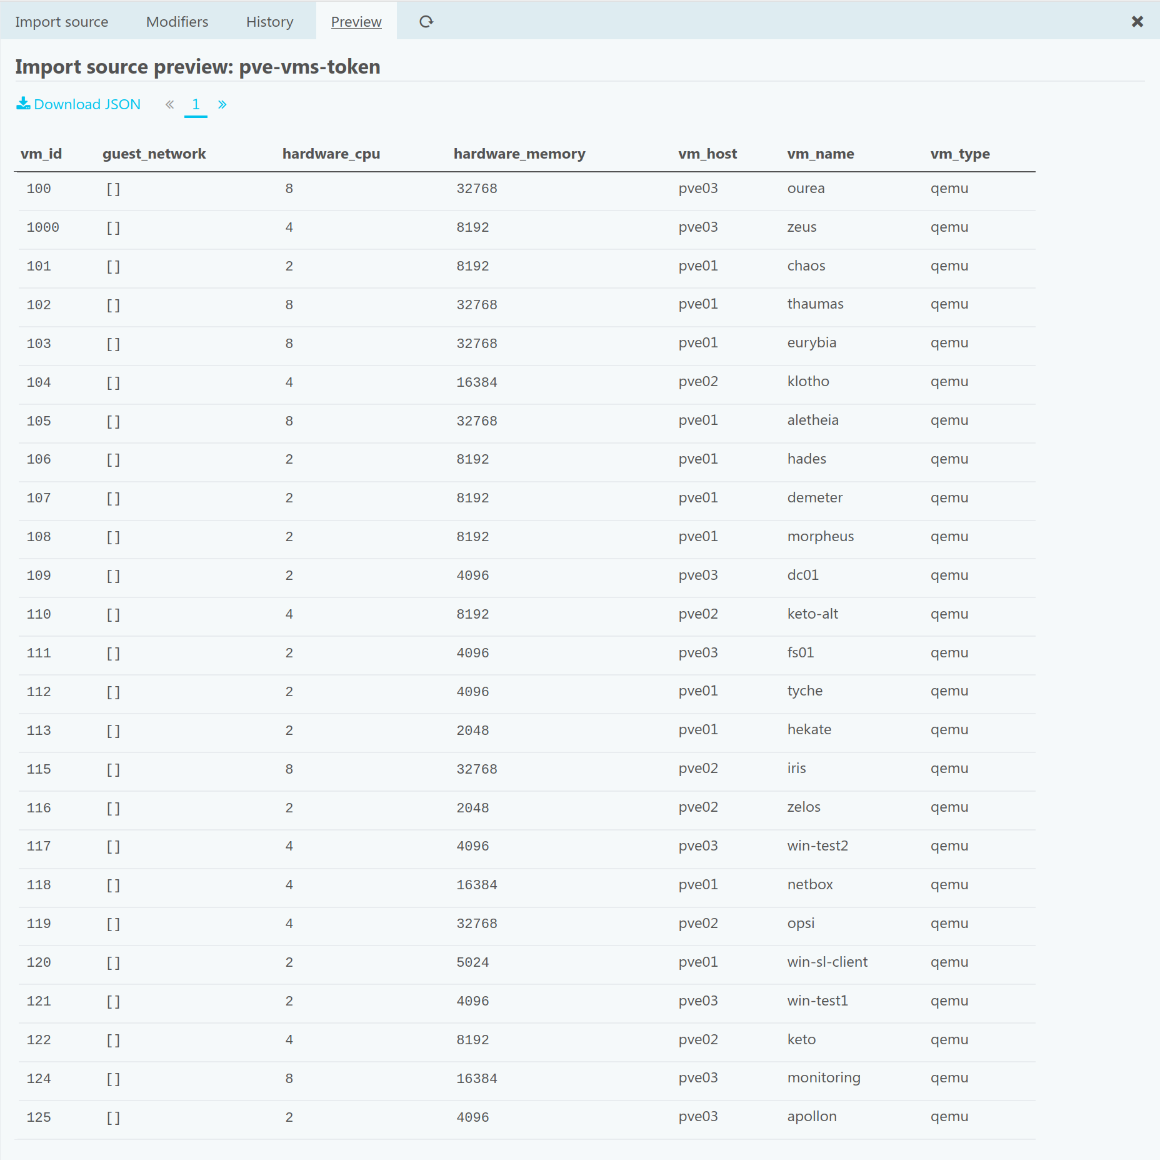 Import source Modifiers History Preview
Import source preview: pve-vms-token
Download JSON « 1 »
vm_id guest_network hardware_cpu hardware_memory vm_host vm_name vm_type
100 [] 8 32768 pve03 ourea qemu
1000 [] 4 8192 pve03 zeus qemu
101 [] 2 8192 pve01 chaos qemu
102 [] 8 32768 pve01 thaumas qemu
103 [] 8 32768 pve01 eurybia qemu
104 [] 4 16384 pve02 klotho qemu
105 [] 8 32768 pve01 aletheia qemu
106 [] 2 8192 pve01 hades qemu
107 [] 2 8192 pve01 demeter qemu
108 [] 2 8192 pve01 morpheus qemu
109 [] 2 4096 pve03 dc01 qemu
110 [] 4 8192 pve02 keto-alt qemu
111 [] 2 4096 pve03 fs01 qemu
112 [] 2 4096 pve01 tyche qemu
113 [] 2 2048 pve01 hekate qemu
115 [] 8 32768 pve02 iris qemu
116 [] 2 2048 pve02 zelos qemu
117 [] 4 4096 pve03 win-test2 qemu
118 [] 4 16384 pve01 netbox qemu
119 [] 4 32768 pve02 opsi qemu
120 [] 2 5024 pve01 win-sl-client qemu
121 [] 2 4096 pve03 win-test1 qemu
122 [] 4 8192 pve02 keto qemu
124 [] 8 16384 pve03 monitoring qemu
125 [] 2 4096 pve03 apollon qemu